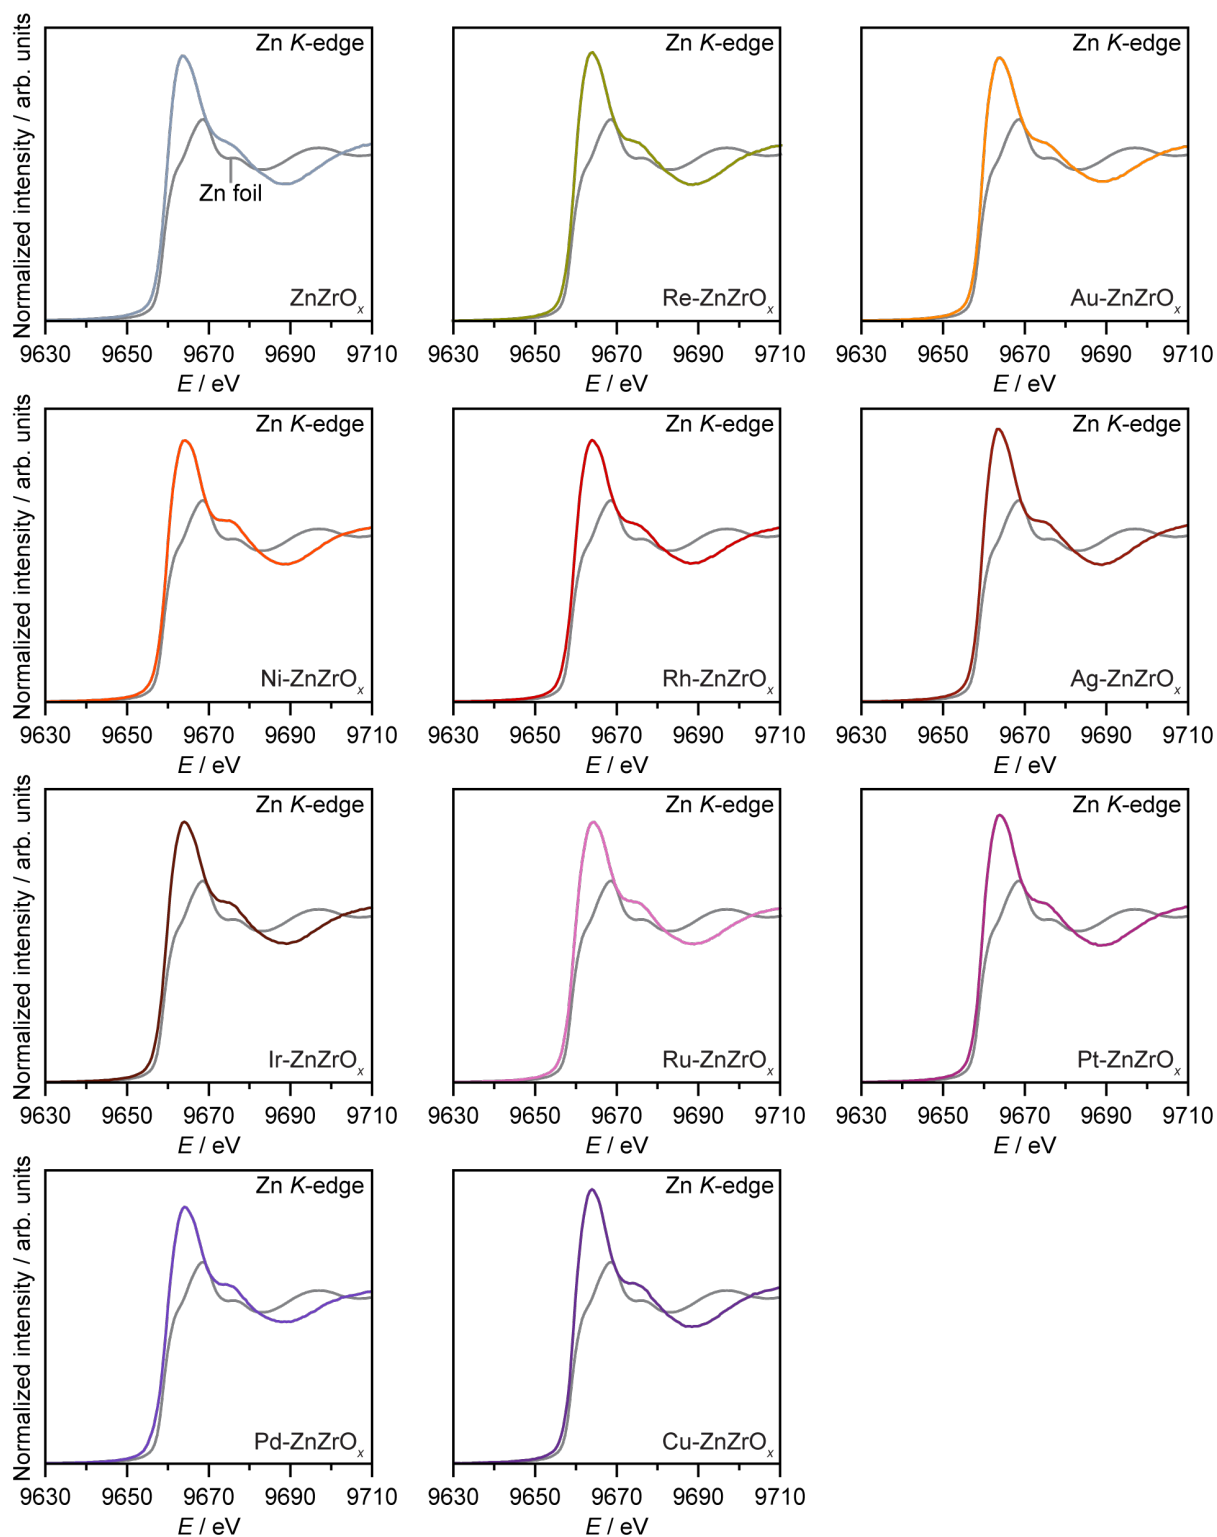 Normalized intensity / arb. units
Zn K-edge
Zn foil
ZnZrOx
9630 9650 9670 9690 9710
E / eV
Zn K-edge
Re-ZnZrOx
9630 9650 9670 9690 9710
E / eV
Zn K-edge
Au-ZnZrOx
9630 9650 9670 9690 9710
E / eV
Normalized intensity / arb. units
Zn K-edge
Ni-ZnZrOx
9630 9650 9670 9690 9710
E / eV
Zn K-edge
Rh-ZnZrOx
9630 9650 9670 9690 9710
E / eV
Zn K-edge
Ag-ZnZrOx
9630 9650 9670 9690 9710
E / eV
Normalized intensity / arb. units
Zn K-edge
Ir-ZnZrOx
9630 9650 9670 9690 9710
E / eV
Zn K-edge
Ru-ZnZrOx
9630 9650 9670 9690 9710
E / eV
Zn K-edge
Pt-ZnZrOx
9630 9650 9670 9690 9710
E / eV
Normalized intensity / arb. units
Zn K-edge
Pd-ZnZrOx
9630 9650 9670 9690 9710
E / eV
Zn K-edge
Cu-ZnZrOx
9630 9650 9670 9690 9710
E / eV